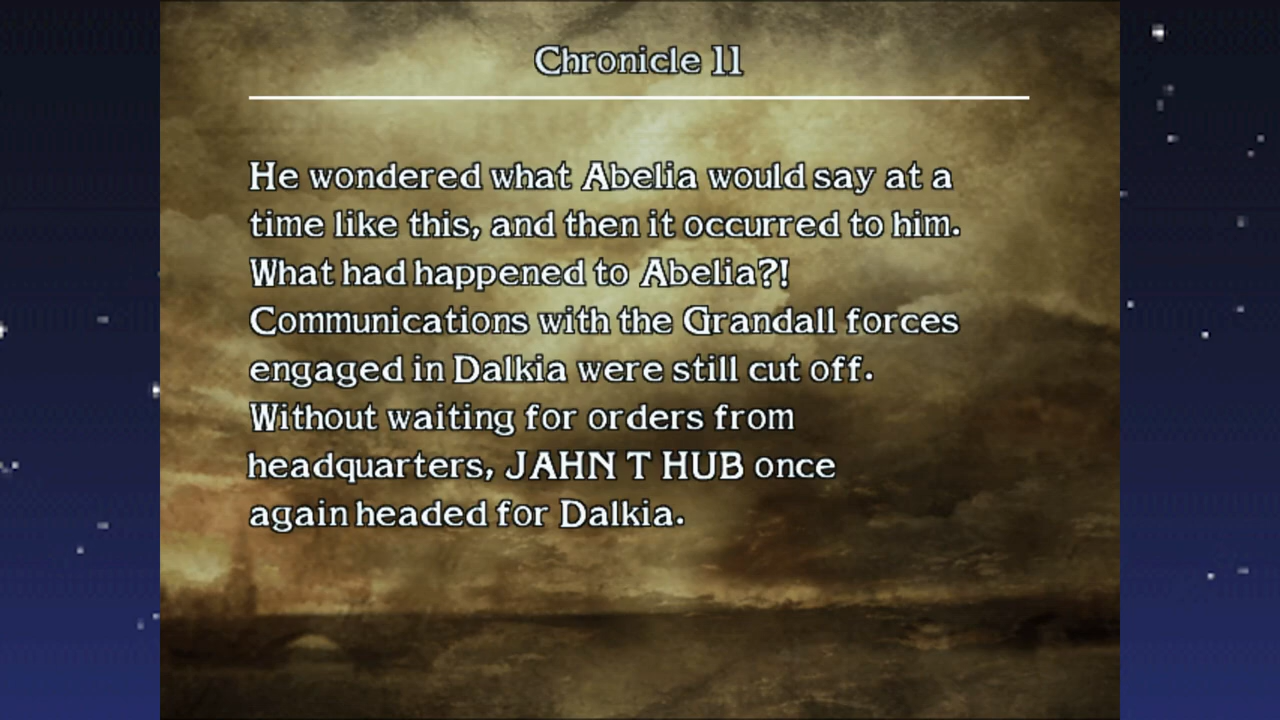 Chronicle 11
He wondered what Abelia would say at a
time like this, and then it occurred to him.
What had happened to Abelia?!
Communications with the Grandall forces
engaged in Dalkia were still cut off.
Without waiting for orders from
headquarters, JAHN T HUB once
again headed for Dalkia.